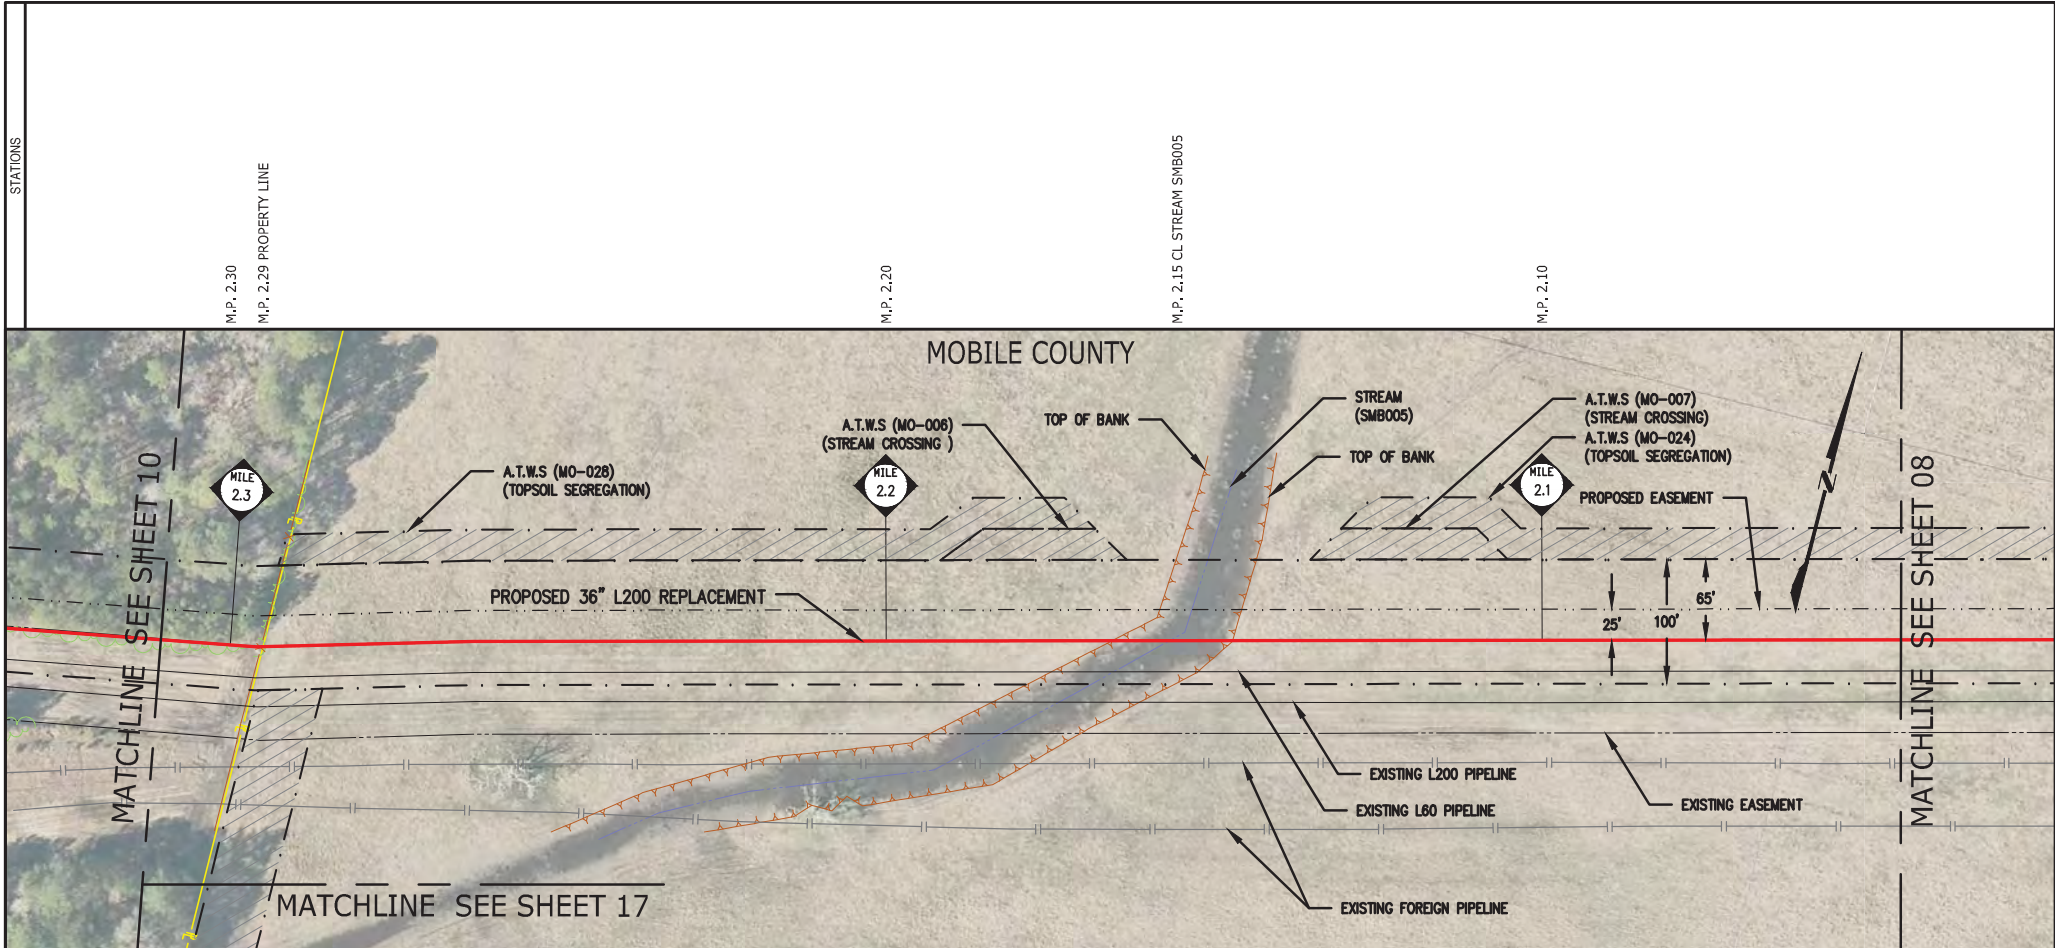 STATIONS
M.P. 2.30
M.P. 2.29 PROPERTY LINE
M.P. 2.20
M.P. 2.15 CL STREAM SMB005
M.P. 2.10
MOBILE COUNTY
MATCHLINE SEE SHEET 10
MILE
2.3
A.T.W.S (MO-028)
(TOPSOIL SEGREGATION)
A.T.W.S (MO-006)
(STREAM CROSSING )
MILE
2.2
TOP OF BANK
STREAM
(SMB005)
TOP OF BANK
A.T.W.S (MO-007)
(STREAM CROSSING)
A.T.W.S (MO-024)
(TOPSOIL SEGREGATION)
MILE
2.1
PROPOSED EASEMENT
N
MATCHLINE SEE SHEET 08
PROPOSED 36" L200 REPLACEMENT
25'
100'
65'
EXISTING L200 PIPELINE
EXISTING L60 PIPELINE
EXISTING EASEMENT
EXISTING FOREIGN PIPELINE
MATCHLINE SEE SHEET 17